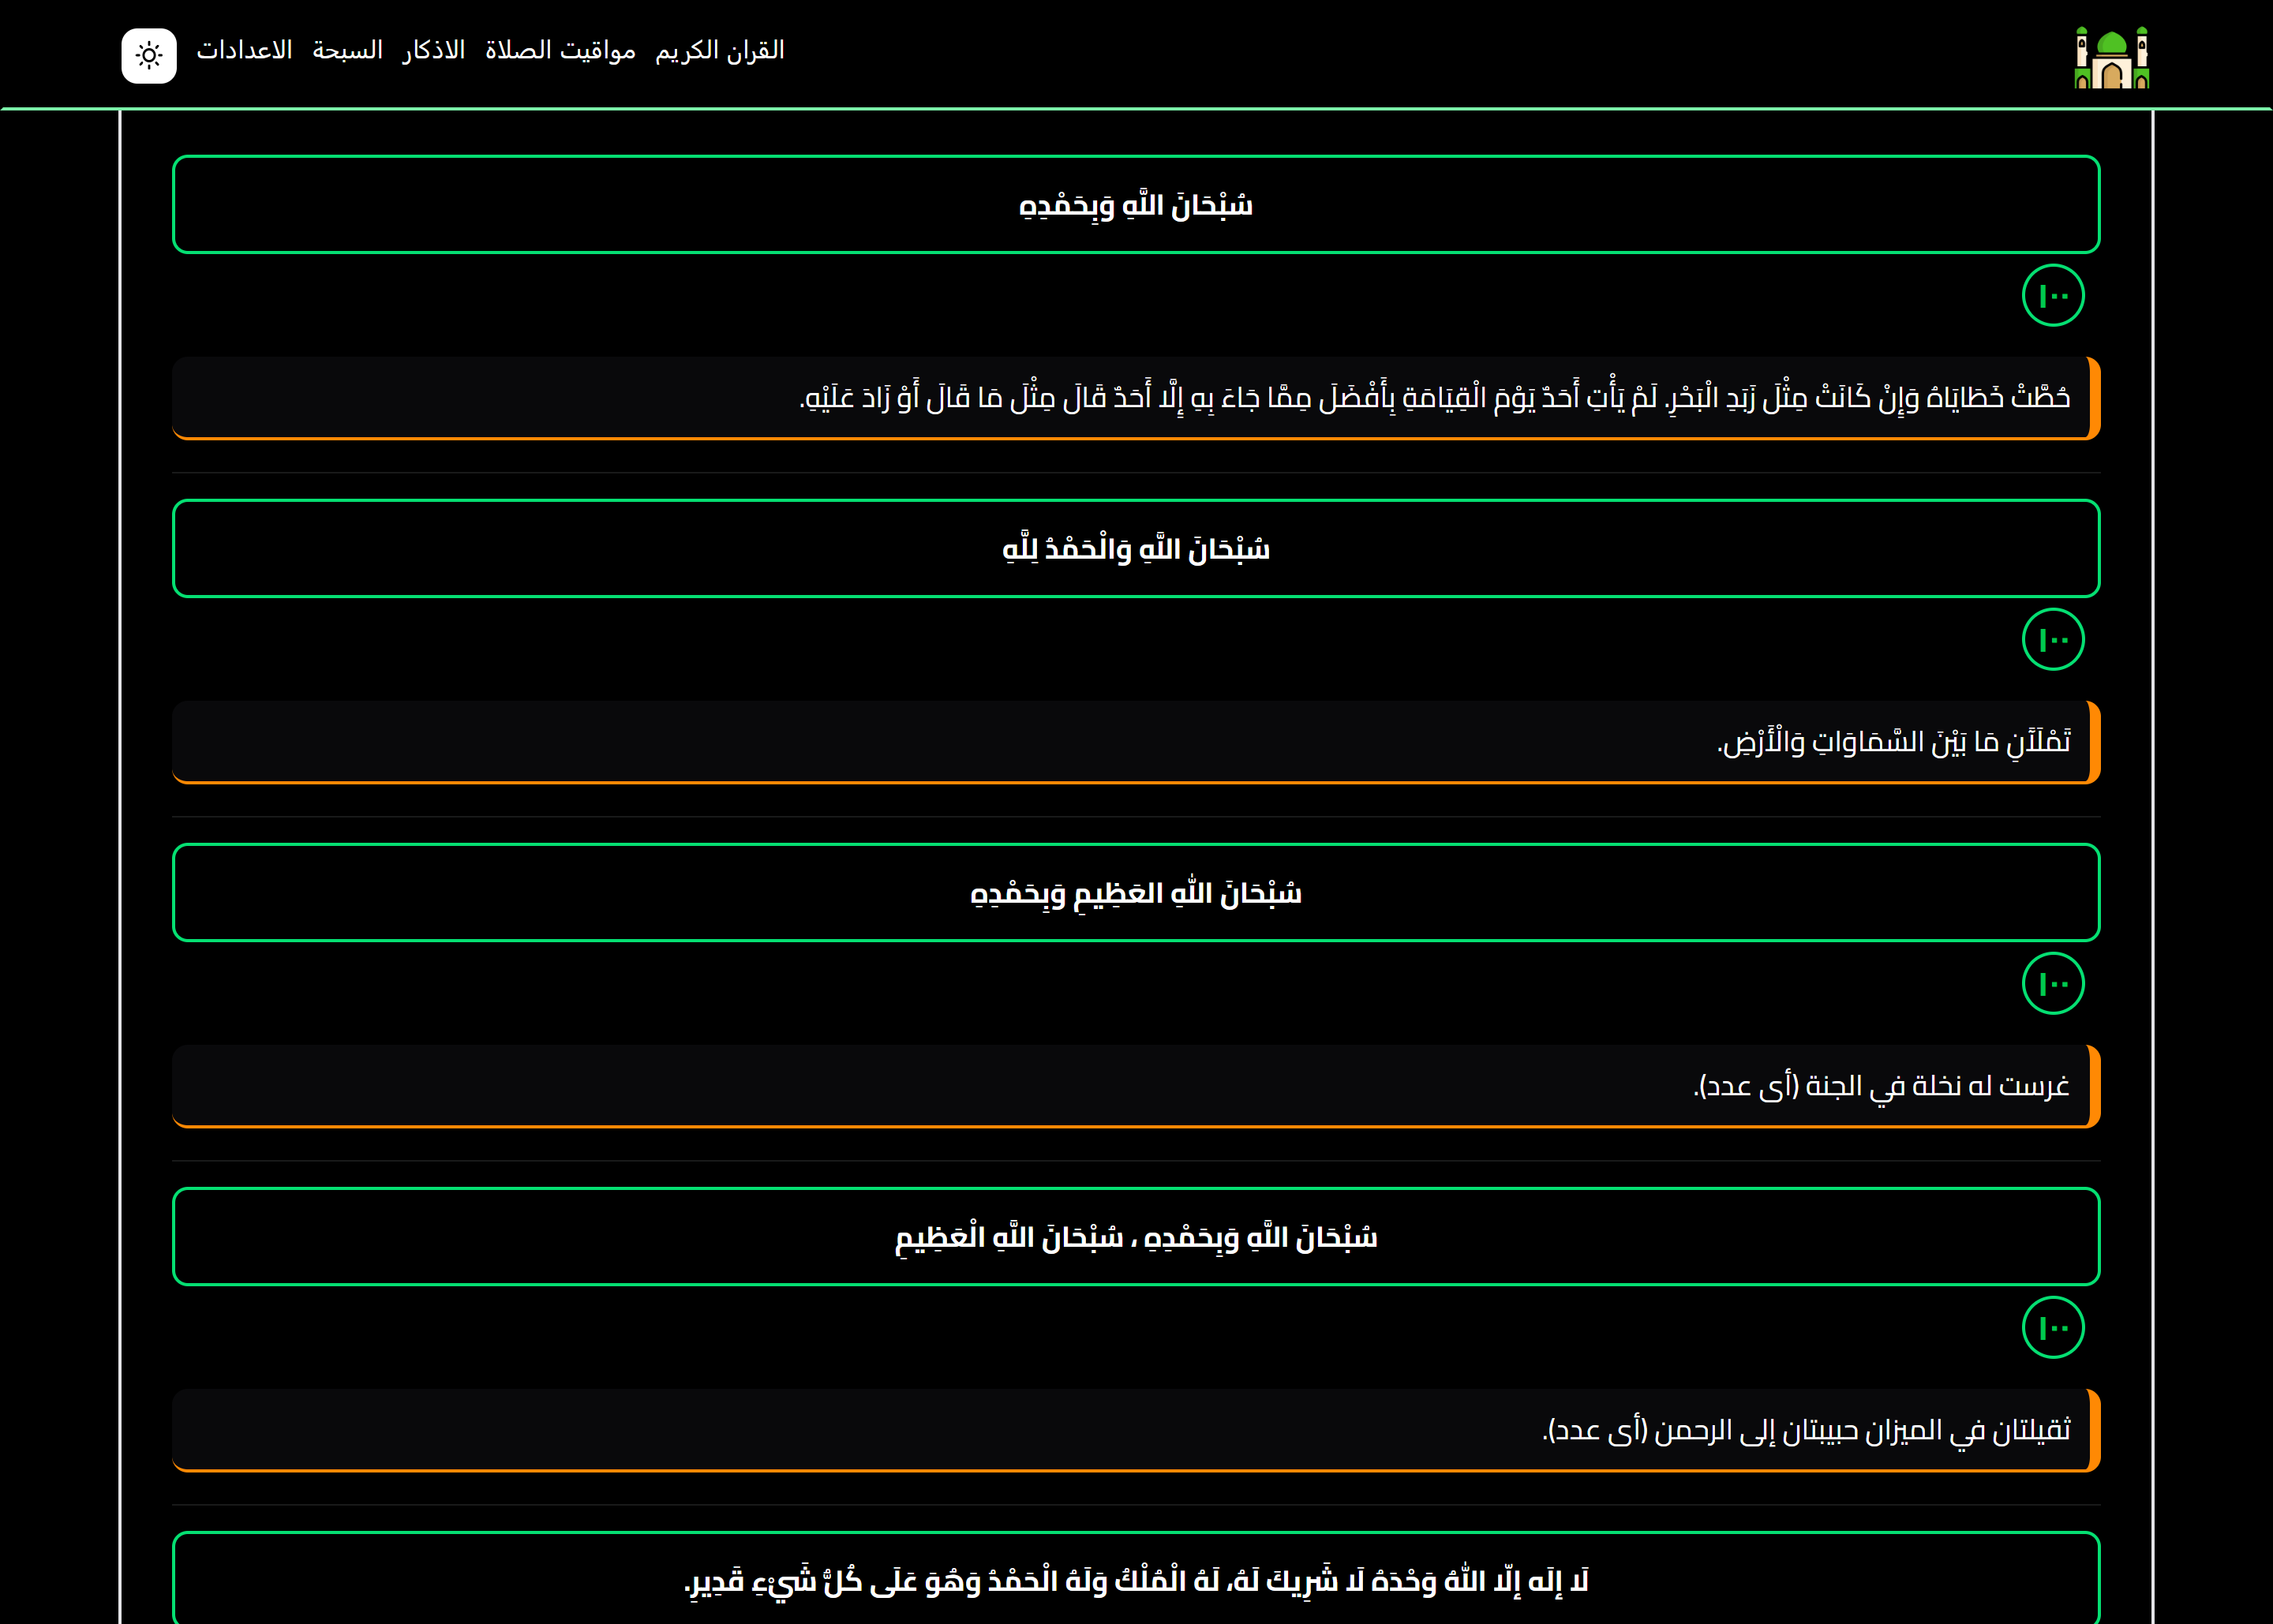 القران الكريم مواقيت الصلاة الاذكار السبحة الاعدادات
سُبْحَانَ اللَّهِ وَبِحَمْدِهِ
١٠٠
حُطَّتْ خَطَايَاهُ وَإِنْ كَانَتْ مِثْلَ زَبَدِ الْبَحْرِ. لَمْ يَأْتِ أَحَدٌ يَوْمَ الْقِيَامَةِ بِأَفْضَلَ مِمَّا جَاءَ بِهِ إِلَّا أَحَدٌ قَالَ مِثْلَ مَا قَالَ أَوْ زَادَ عَلَيْهِ.
سُبْحَانَ اللَّهِ وَالْحَمْدُ لِلَّهِ
١٠٠
تَمْلَآَنِ مَا بَيْنَ السَّمَاوَاتِ وَالْأَرْضِ.
سُبْحَانَ اللهِ العَظِيمِ وَبِحَمْدِهِ
١٠٠
غرست له نخلة في الجنة (أى عدد).
سُبْحَانَ اللَّهِ وَبِحَمْدِهِ ، سُبْحَانَ اللَّهِ الْعَظِيمِ
١٠٠
ثقيلتان في الميزان حبيبتان إلى الرحمن (أى عدد).
لَا إلَه إلّا اللهُ وَحْدَهُ لَا شَرِيكَ لَهُ، لَهُ الْمُلْكُ وَلَهُ الْحَمْدُ وَهُوَ عَلَى كُلُّ شَيْءِ قَدِيرِ.